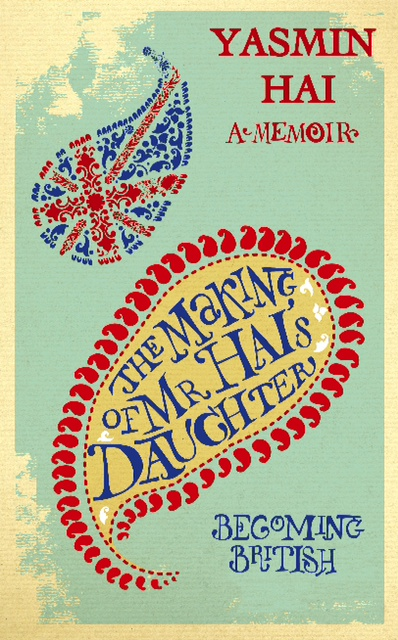 YASMIN
HAI
A MEMOIR
THE MAKING
OF MR HAI'S
DAUGHTER
BECOMING
BRITISH